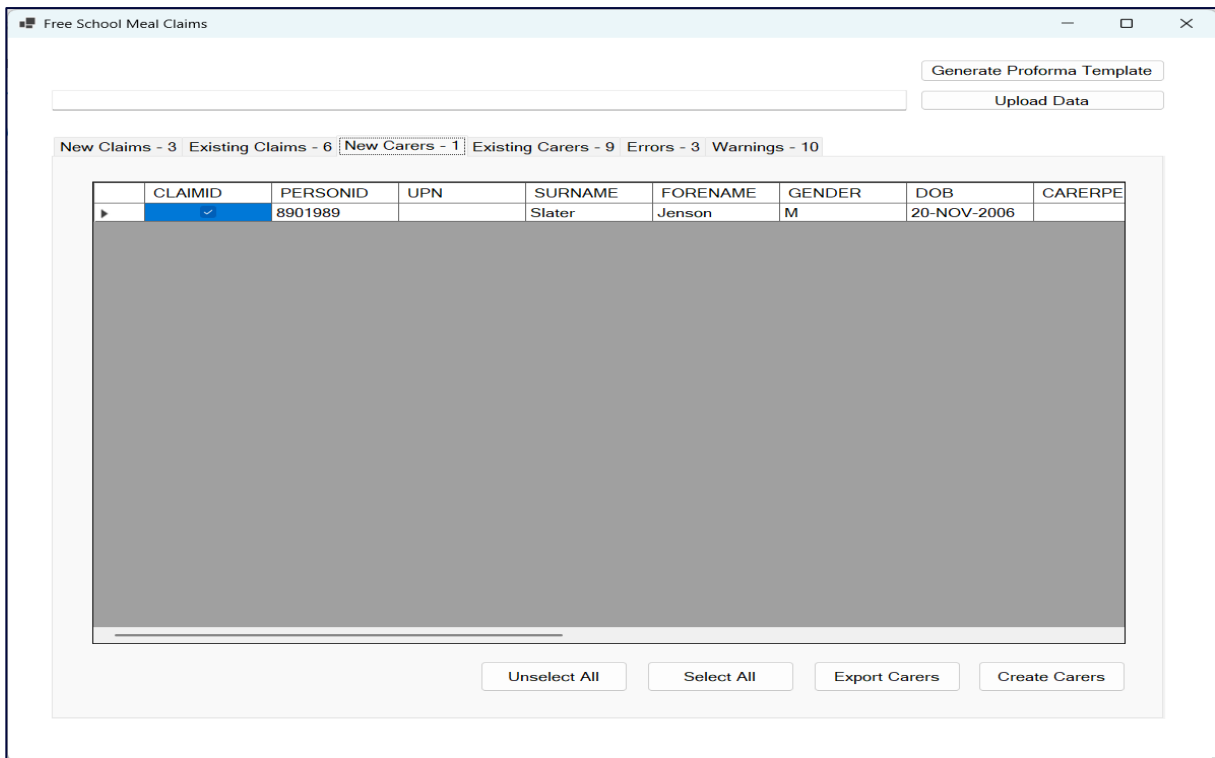 Free School Meal Claims
Generate Proforma Template
Upload Data
New Claims - 3 Existing Claims - 6 New Carers - 1 Existing Carers - 9 Errors - 3 Warnings - 10
CLAIMID PERSONID UPN SURNAME FORENAME GENDER DOB CARERPE
8901989 Slater Jenson M 20-NOV-2006
Unselect All Select All Export Carers Create Carers